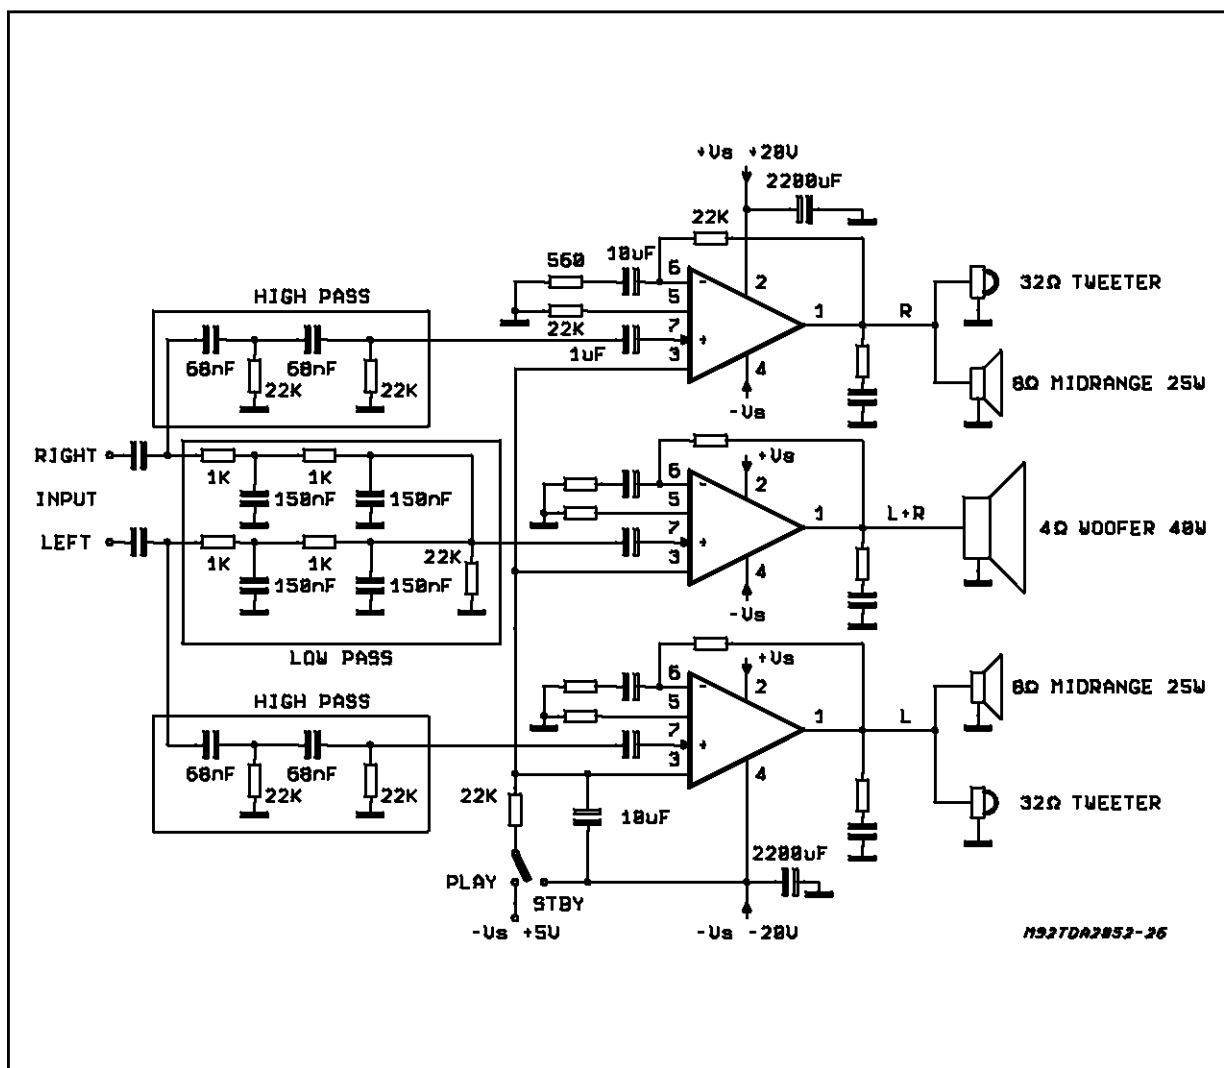 +Vs +20V
2200uF
22K
10uF
560
6
-
2
5
22K
7
+
1uF
3
4
-Vs
1
R
32Ω TWEETER
8Ω MIDRANGE 25W
HIGH PASS
68nF
68nF
22K
22K
RIGHT
INPUT
LEFT
1K
1K
150nF
150nF
1K
1K
150nF
150nF
22K
LOW PASS
+Vs
6
-
2
5
7
+
3
4
-Vs
1
L+R
4Ω WOOFER 40W
HIGH PASS
68nF
68nF
22K
22K
+Vs
6
-
2
5
7
+
3
4
1
L
8Ω MIDRANGE 25W
32Ω TWEETER
22K
10uF
2200uF
PLAY
STBY
-Vs +5V
-Vs -20V
M92TDA2052-26